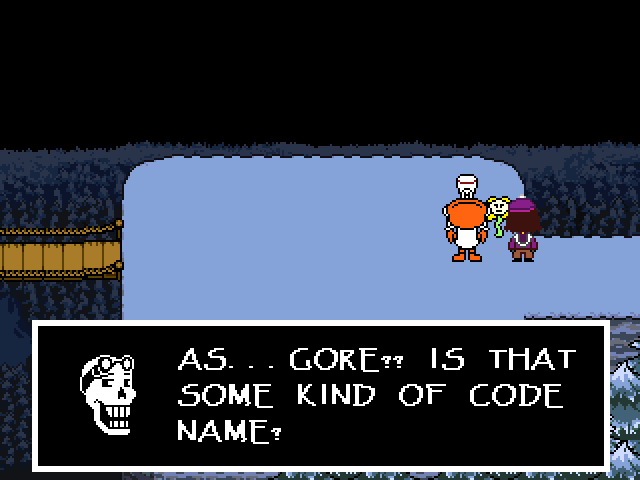 AS...GORE?? IS THAT
SOME KIND OF CODE
NAME?